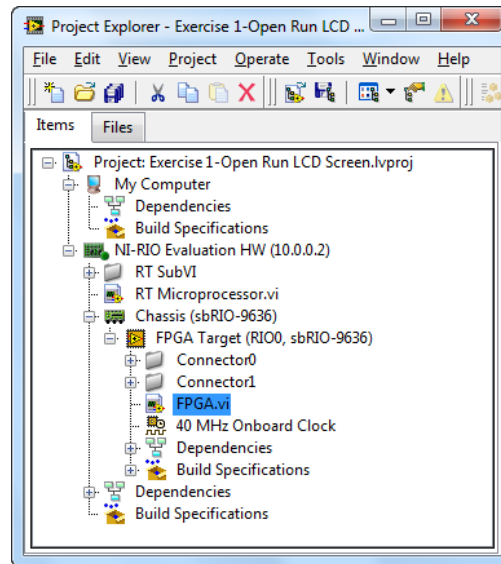 Project Explorer - Exercise 1-Open Run LCD ...
File Edit View Project Operate Tools Window Help
Items Files
Project: Exercise 1-Open Run LCD Screen.lvproj
My Computer
Dependencies
Build Specifications
NI-RIO Evaluation HW (10.0.0.2)
RT SubVI
RT Microprocessor.vi
Chassis (sbRIO-9636)
FPGA Target (RIO0, sbRIO-9636)
Connector0
Connector1
FPGA.vi
40 MHz Onboard Clock
Dependencies
Build Specifications
Dependencies
Build Specifications